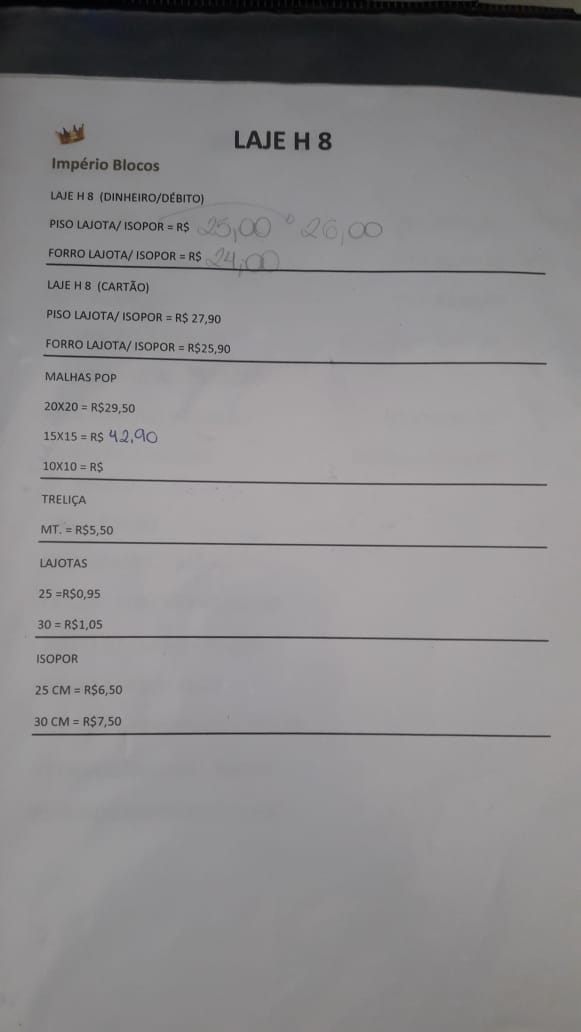 LAJE H 8
Império Blocos
LAJE H 8 (DINHEIRO/DÉBITO)
PISO LAJOTA/ ISOPOR = R$ 25,00 26,00
FORRO LAJOTA/ ISOPOR = R$ 24,00
LAJE H 8 (CARTÃO)
PISO LAJOTA/ ISOPOR = R$ 27,90
FORRO LAJOTA/ ISOPOR = R$25,90
MALHAS POP
20X20 = R$29,50
15X15 = R$ 42,90
10X10 = R$
TRELIÇA
MT. = R$5,50
LAJOTAS
25 =R$0,95
30 = R$1,05
ISOPOR
25 CM = R$6,50
30 CM = R$7,50